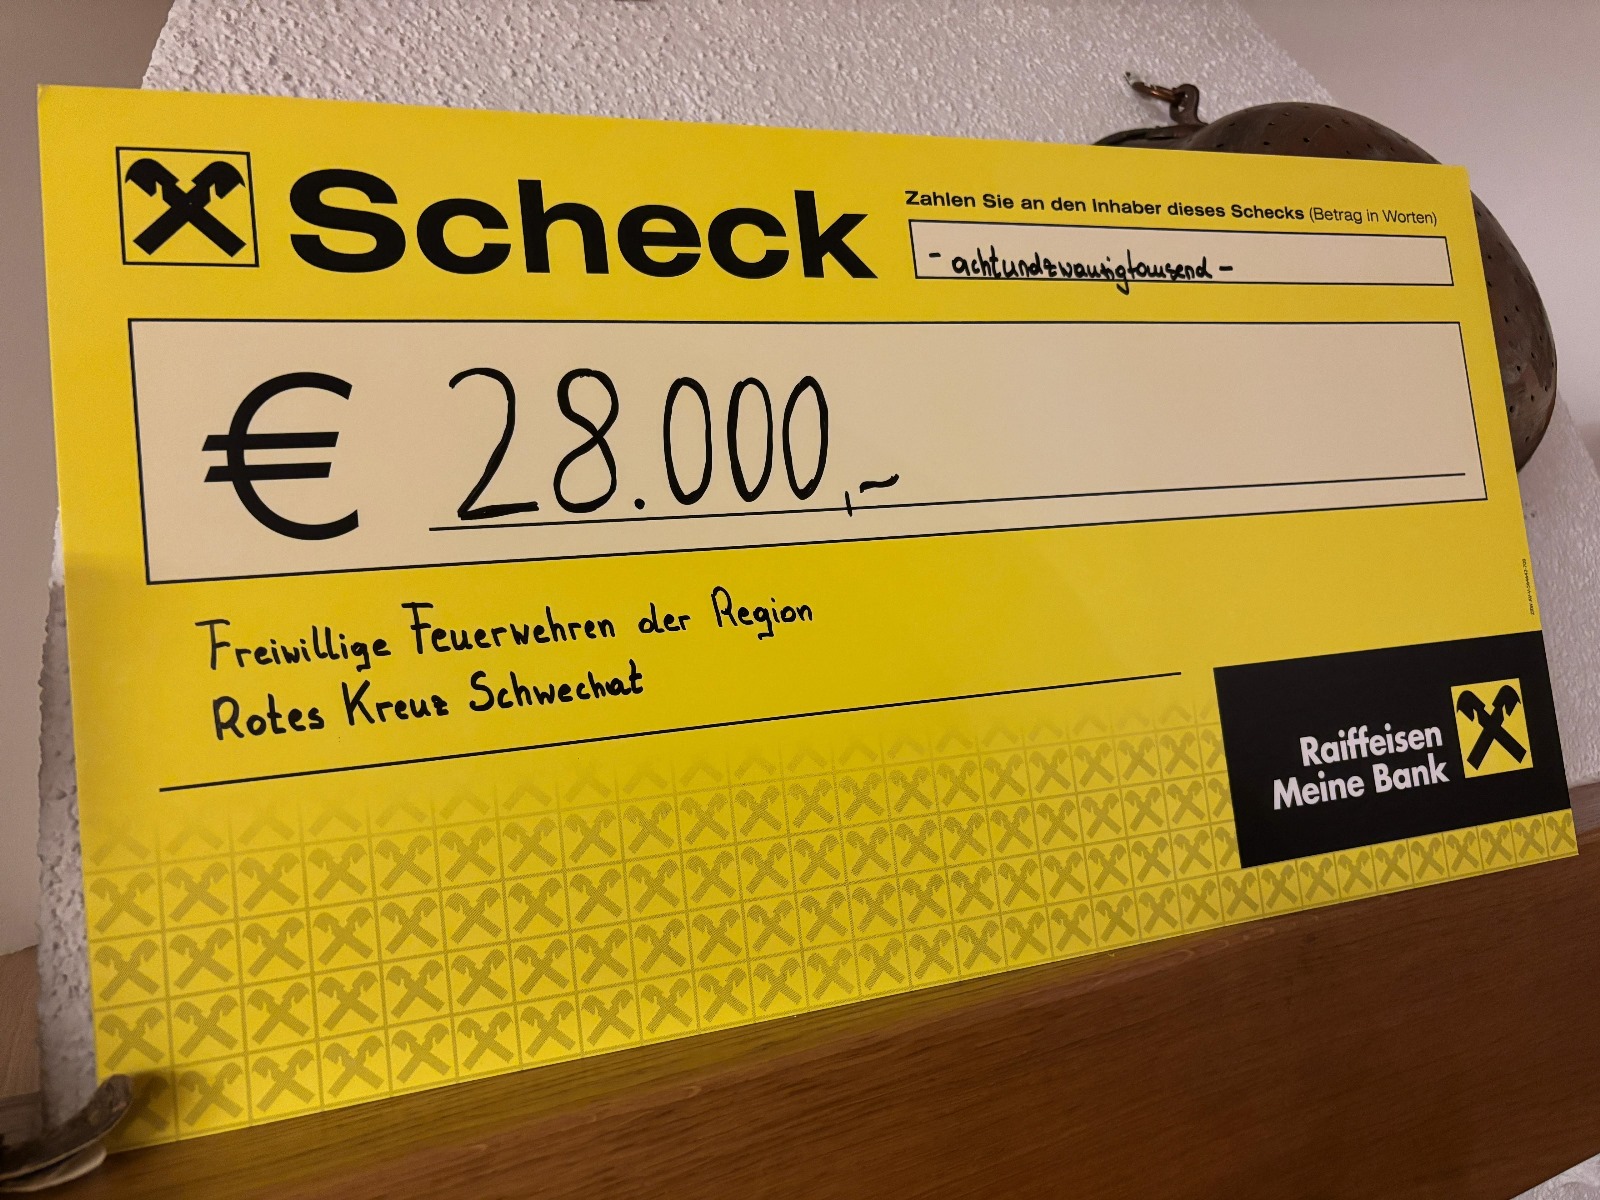 Scheck
Zahlen Sie an den Inhaber dieses Schecks (Betrag in Worten)
- achtundzwanzigtausend -
€ 28.000,-
Freiwillige Feuerwehren der Region
Rotes Kreuz Schwechat
Raiffeisen
Meine Bank